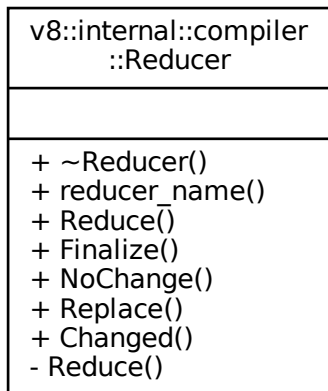 v8::internal::compiler
::Reducer
+ ~Reducer()
+ reducer_name()
+ Reduce()
+ Finalize()
+ NoChange()
+ Replace()
+ Changed()
- Reduce()